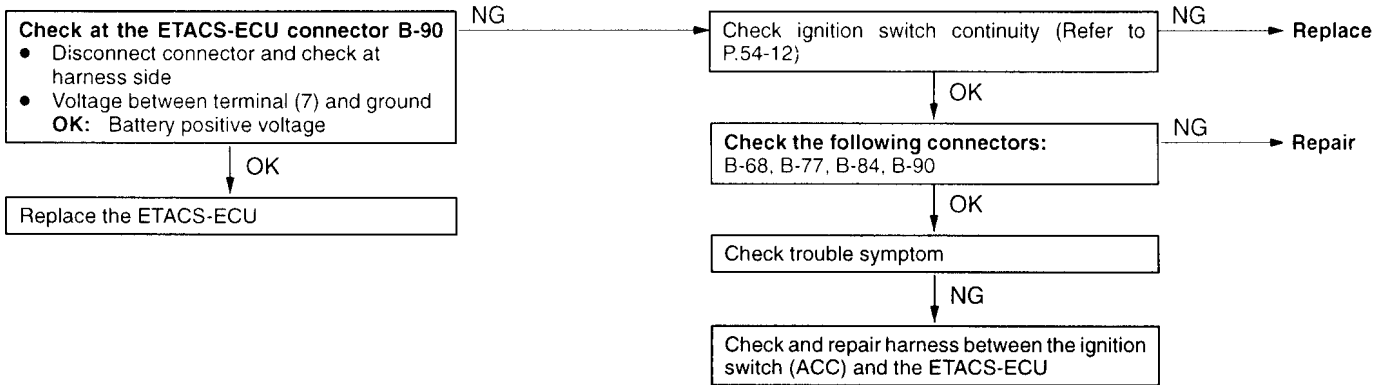 Check at the ETACS-ECU connector B-90
● Disconnect connector and check at
harness side
● Voltage between terminal (7) and ground
OK: Battery positive voltage
OK
Replace the ETACS-ECU
NG
Check ignition switch continuity (Refer to
P.54-12)
NG
Replace
OK
Check the following connectors:
B-68, B-77, B-84, B-90
NG
Repair
OK
Check trouble symptom
NG
Check and repair harness between the ignition
switch (ACC) and the ETACS-ECU